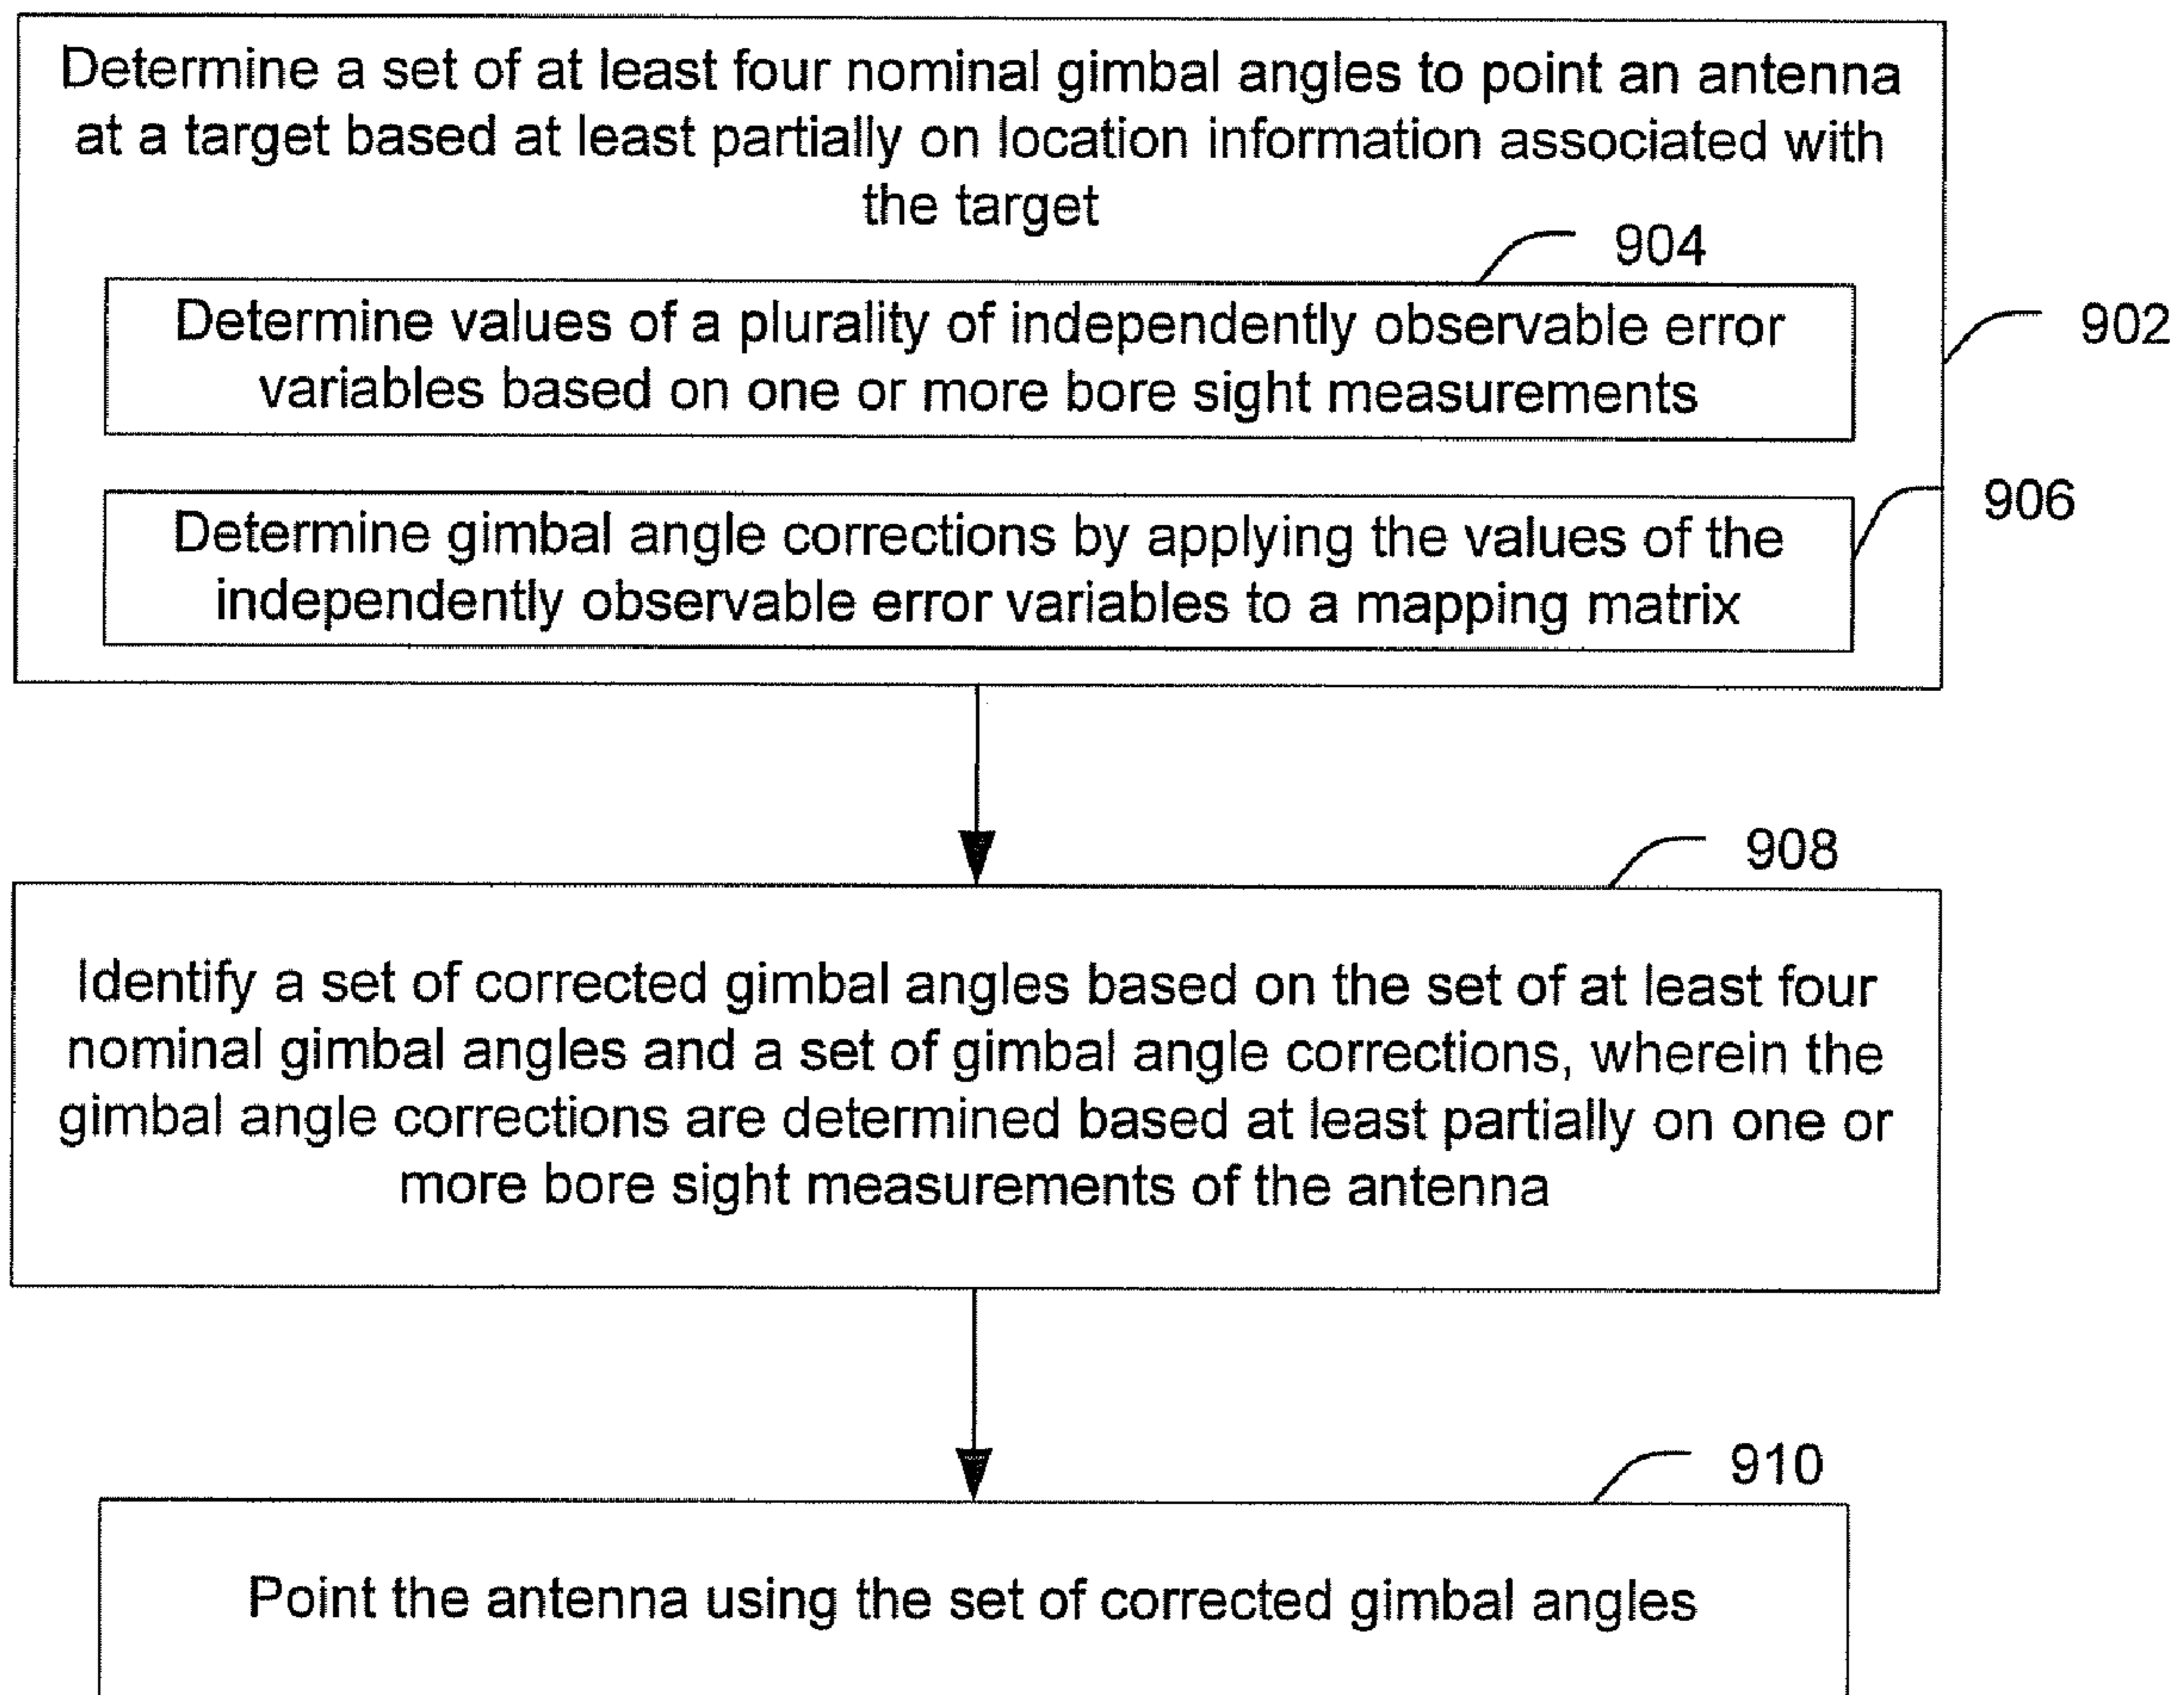 Determine a set of at least four nominal gimbal angles to point an antenna
at a target based at least partially on location information associated with
the target
904
Determine values of a plurality of independently observable error
variables based on one or more bore sight measurements
902
906
Determine gimbal angle corrections by applying the values of the
independently observable error variables to a mapping matrix
908
Identify a set of corrected gimbal angles based on the set of at least four
nominal gimbal angles and a set of gimbal angle corrections, wherein the
gimbal angle corrections are determined based at least partially on one or
more bore sight measurements of the antenna
910
Point the antenna using the set of corrected gimbal angles